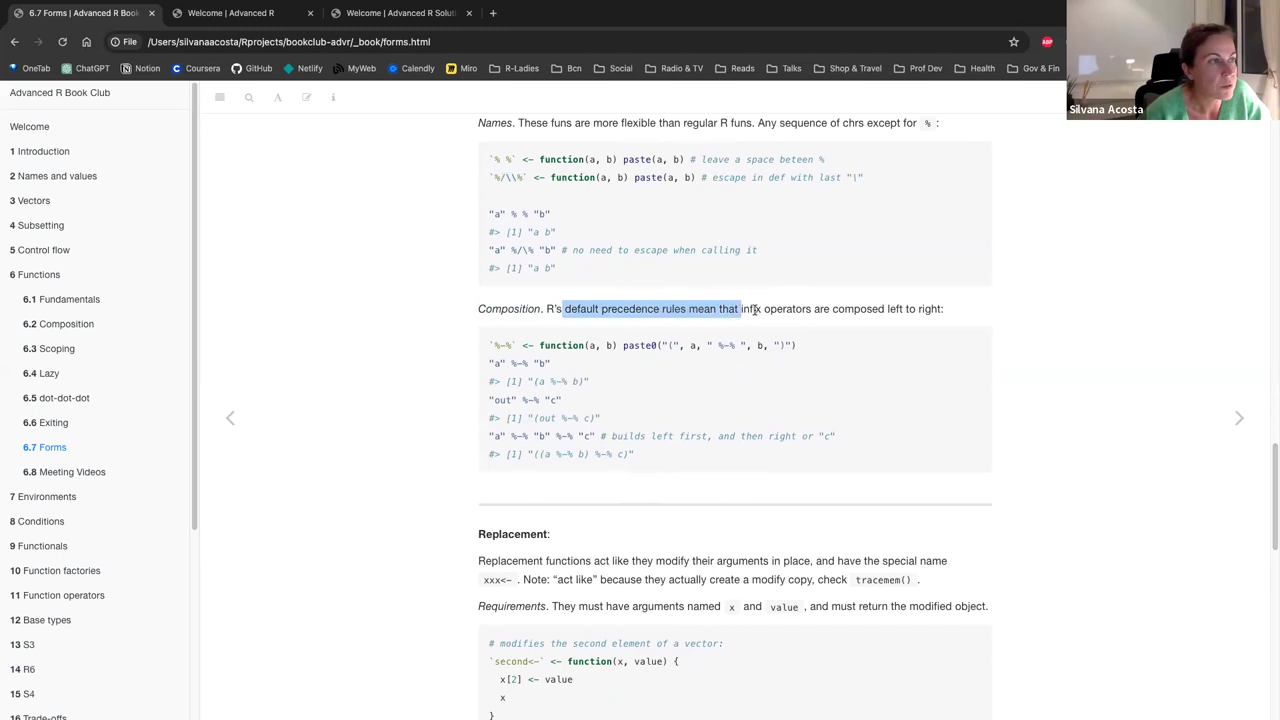 6.7 Forms | Advanced R Book Cl
Welcome | Advanced R
Welcome | Advanced R Soluti
File /Users/silvanaacosta/Rprojects/bookclub-advr/_book/forms.html
OneTab ChatGPT Notion Coursera GitHub Netlify MyWeb Calendly Miro R-Ladies Bcn Social Radio & TV Reads Talks Shop & Travel Prof Dev Health Gov & Fin
ABP
Silvana Acosta
Advanced R Book Club
Welcome
1 Introduction
2 Names and values
3 Vectors
4 Subsetting
5 Control flow
6 Functions
6.1 Fundamentals
6.2 Composition
6.3 Scoping
6.4 Lazy
6.5 dot-dot-dot
6.6 Exiting
6.7 Forms
6.8 Meeting Videos
7 Environments
8 Conditions
9 Functionals
10 Function factories
11 Function operators
12 Base types
13 S3
14 R6
15 S4
16 Trade-offs
Names. These funs are more flexible than regular R funs. Any sequence of chrs except for % :
`% %` <- function(a, b) paste(a, b) # leave a space beteen %
`%/\\%` <- function(a, b) paste(a, b) # escape in def with last "\"
"a" % % "b"
#> [1] "a b"
"a" %/\% "b" # no need to escape when calling it
#> [1] "a b"
Composition. R's default precedence rules mean that infix operators are composed left to right:
`%-%` <- function(a, b) paste0("(", a, " %-% ", b, ")")
"a" %-% "b"
#> [1] "(a %-% b)"
"out" %-% "c"
#> [1] "(out %-% c)"
"a" %-% "b" %-% "c" # builds left first, and then right or "c"
#> [1] "((a %-% b) %-% c)"
Replacement:
Replacement functions act like they modify their arguments in place, and have the special name
xxx<- . Note: “act like” because they actually create a modify copy, check tracemem() .
Requirements. They must have arguments named x and value , and must return the modified object.
# modifies the second element of a vector:
`second<-` <- function(x, value) {
x[2] <- value
x
}